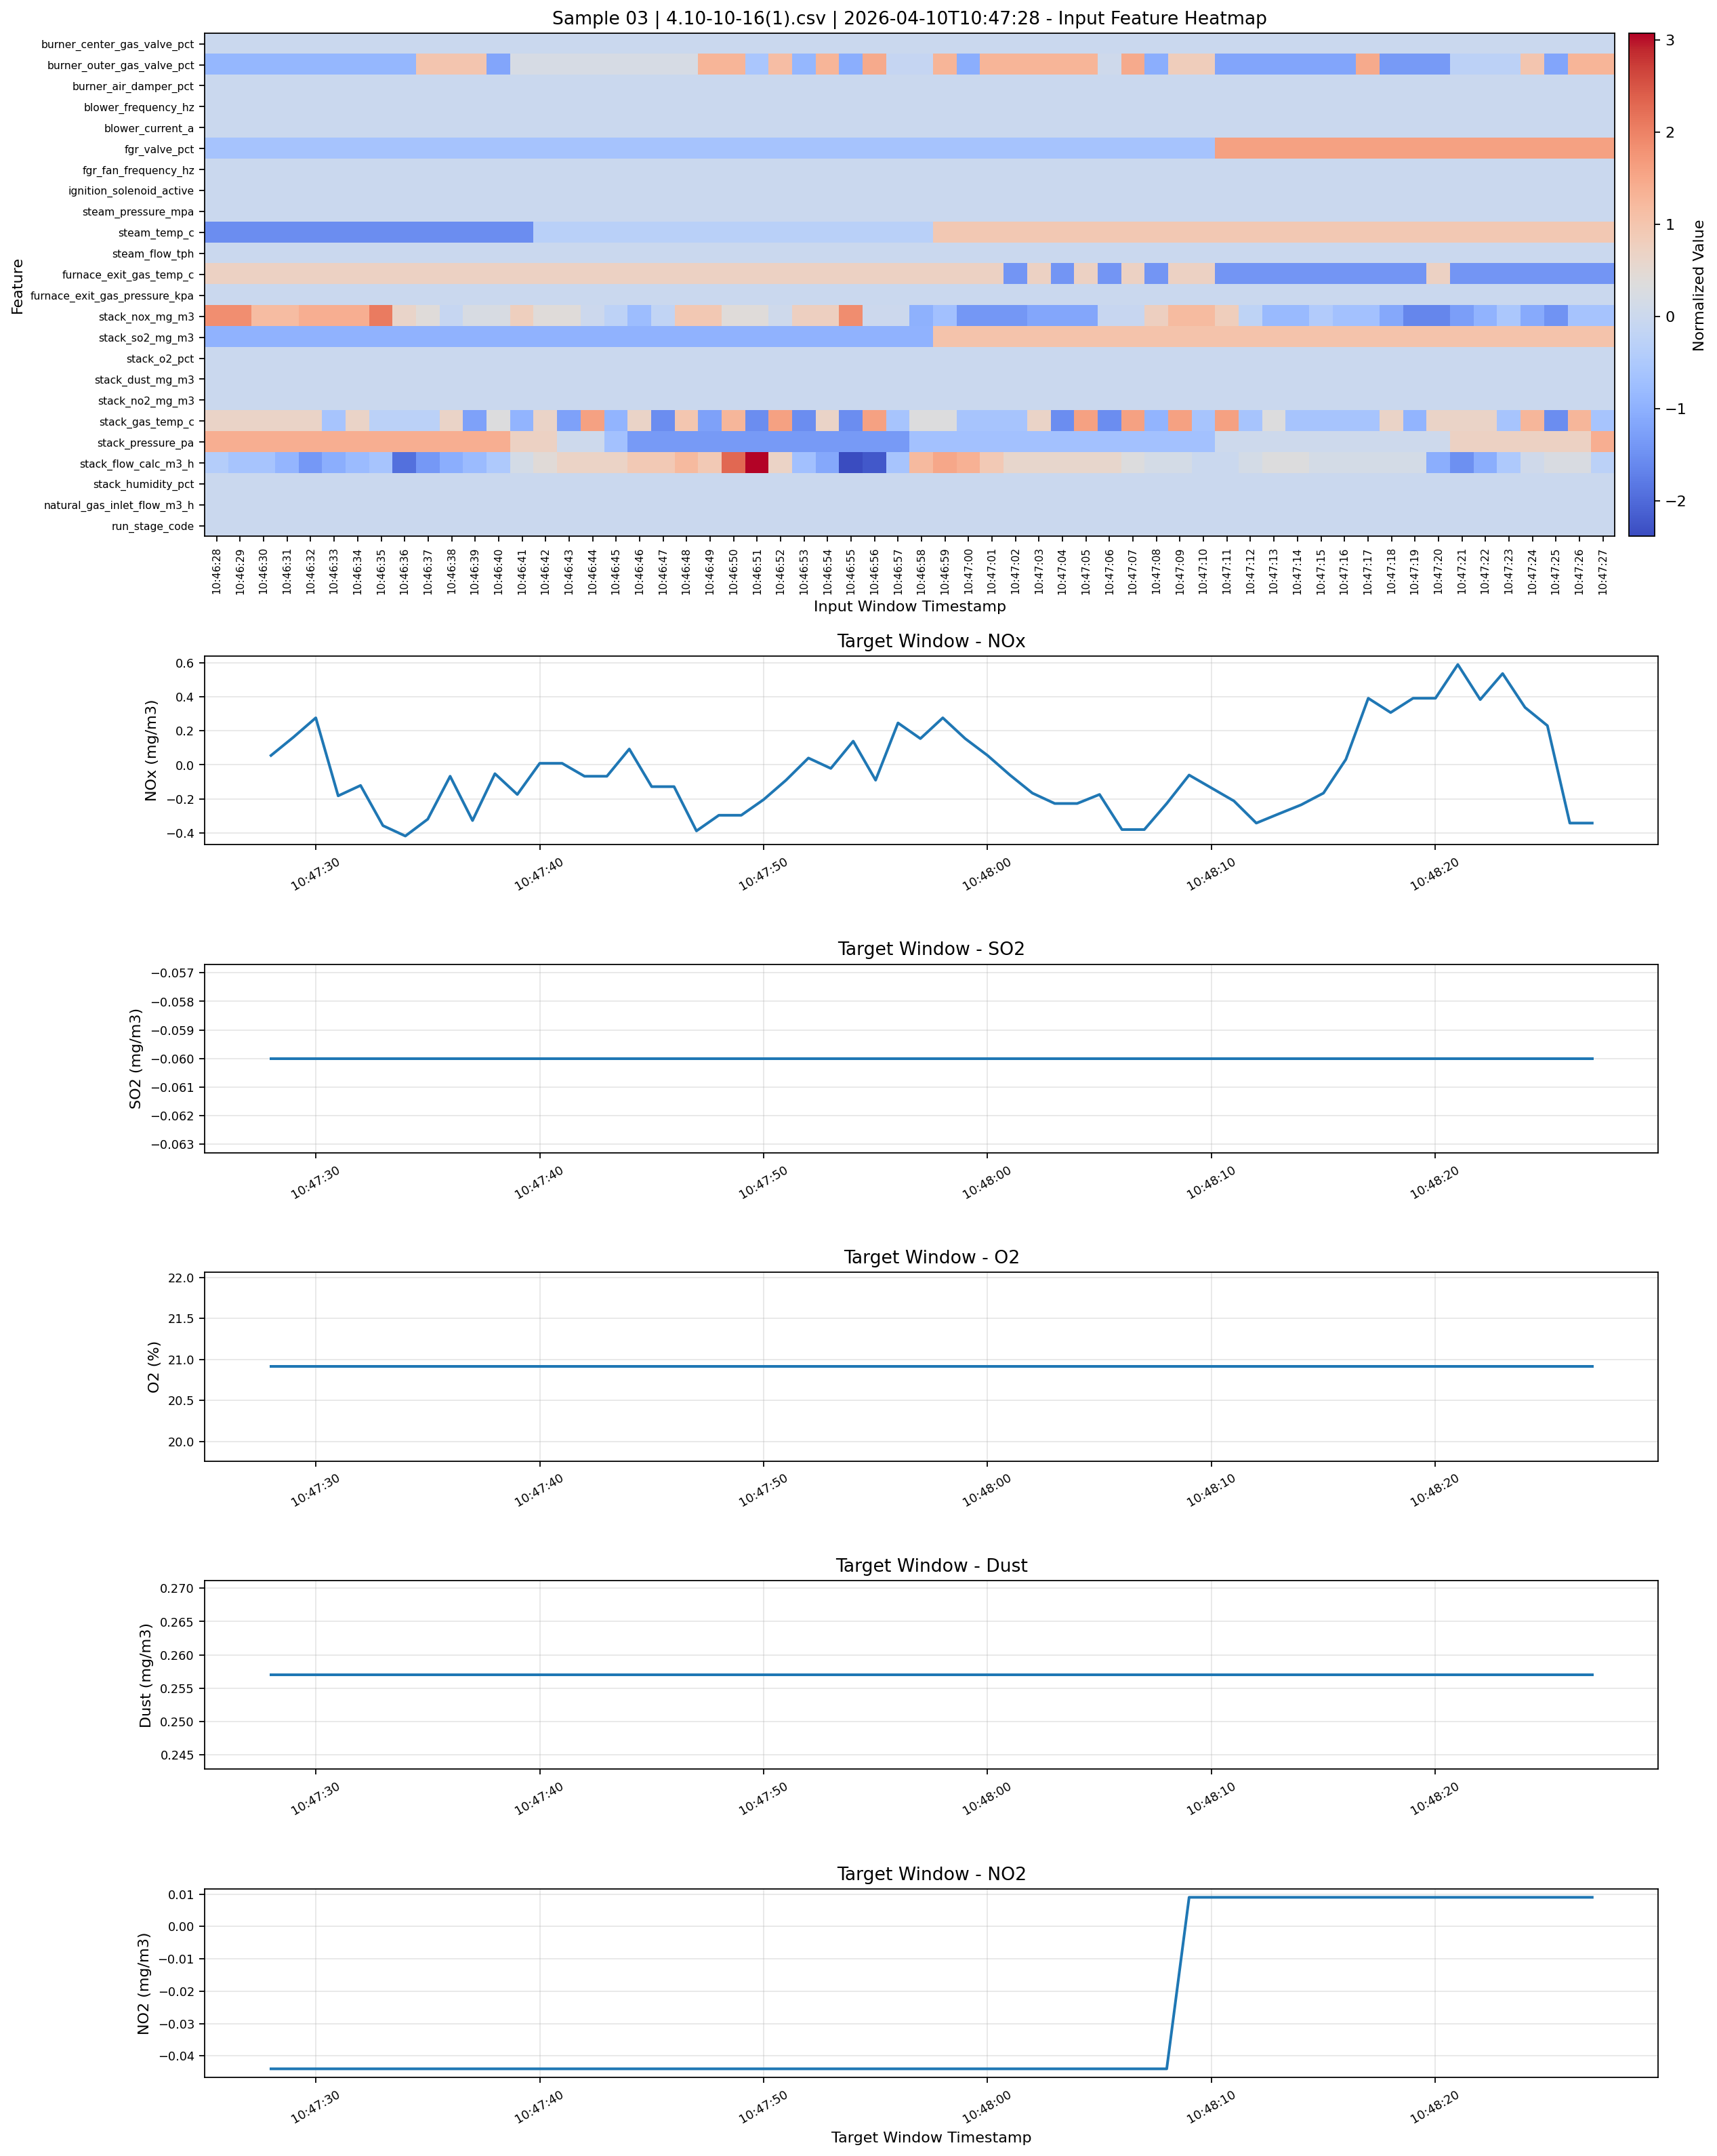 Sample 03 | 4.10-10-16(1).csv | 2026-04-10T10:47:28 - Input Feature Heatmap
Feature
burner_center_gas_valve_pct
burner_outer_gas_valve_pct
burner_air_damper_pct
blower_frequency_hz
blower_current_a
fgr_valve_pct
fgr_fan_frequency_hz
ignition_solenoid_active
steam_pressure_mpa
steam_temp_c
steam_flow_tph
furnace_exit_gas_temp_c
furnace_exit_gas_pressure_kpa
stack_nox_mg_m3
stack_so2_mg_m3
stack_o2_pct
stack_dust_mg_m3
stack_no2_mg_m3
stack_gas_temp_c
stack_pressure_pa
stack_flow_calc_m3_h
stack_humidity_pct
natural_gas_inlet_flow_m3_h
run_stage_code
3
2
1
0
−1
−2
Normalized Value
10:46:28 10:46:29 10:46:30 10:46:31 10:46:32 10:46:33 10:46:34 10:46:35 10:46:36 10:46:37 10:46:38 10:46:39 10:46:40 10:46:41 10:46:42 10:46:43 10:46:44 10:46:45 10:46:46 10:46:47 10:46:48 10:46:49 10:46:50 10:46:51 10:46:52 10:46:53 10:46:54 10:46:55 10:46:56 10:46:57 10:46:58 10:46:59 10:47:00 10:47:01 10:47:02 10:47:03 10:47:04 10:47:05 10:47:06 10:47:07 10:47:08 10:47:09 10:47:10 10:47:11 10:47:12 10:47:13 10:47:14 10:47:15 10:47:16 10:47:17 10:47:18 10:47:19 10:47:20 10:47:21 10:47:22 10:47:23 10:47:24 10:47:25 10:47:26 10:47:27
Input Window Timestamp
Target Window - NOx
NOx (mg/m3)
0.6
0.4
0.2
0.0
−0.2
−0.4
10:47:30 10:47:40 10:47:50 10:48:00 10:48:10 10:48:20
Target Window - SO2
SO2 (mg/m3)
−0.057
−0.058
−0.059
−0.060
−0.061
−0.062
−0.063
10:47:30 10:47:40 10:47:50 10:48:00 10:48:10 10:48:20
Target Window - O2
O2 (%)
22.0
21.5
21.0
20.5
20.0
10:47:30 10:47:40 10:47:50 10:48:00 10:48:10 10:48:20
Target Window - Dust
Dust (mg/m3)
0.270
0.265
0.260
0.255
0.250
0.245
10:47:30 10:47:40 10:47:50 10:48:00 10:48:10 10:48:20
Target Window - NO2
NO2 (mg/m3)
0.01
0.00
−0.01
−0.02
−0.03
−0.04
10:47:30 10:47:40 10:47:50 10:48:00 10:48:10 10:48:20
Target Window Timestamp